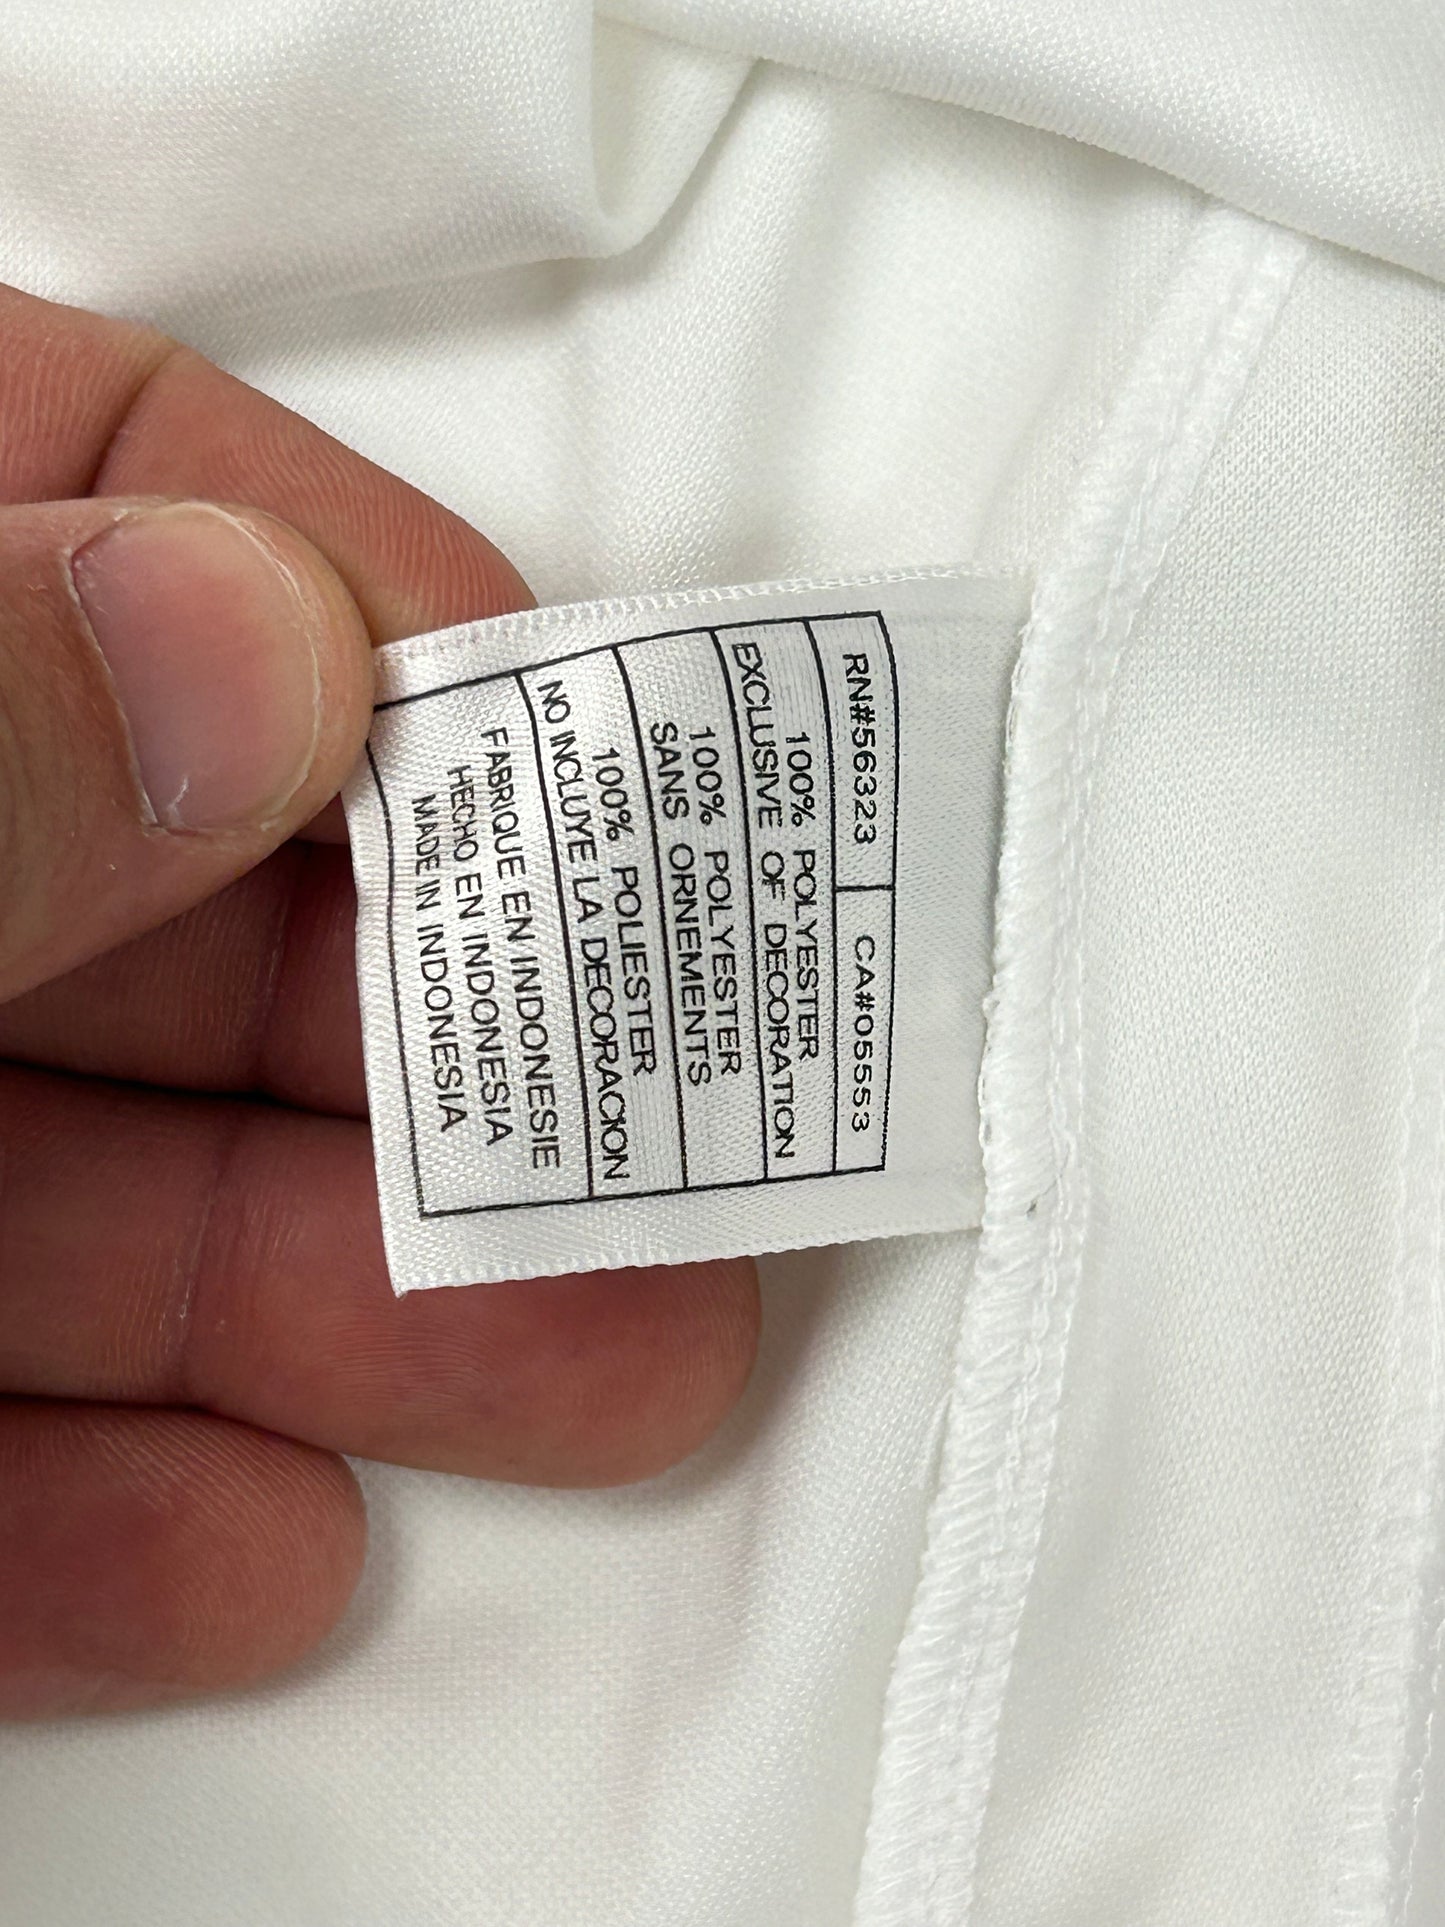 RN#56323 CA#05553
100% POLYESTER
EXCLUSIVE OF DECORATION
100% POLYESTER
SANS ORNEMENTS
100% POLIESTER
NO INCLUYE LA DECORACION
FABRIQUE EN INDONESIE
HECHO EN INDONESIA
MADE IN INDONESIA